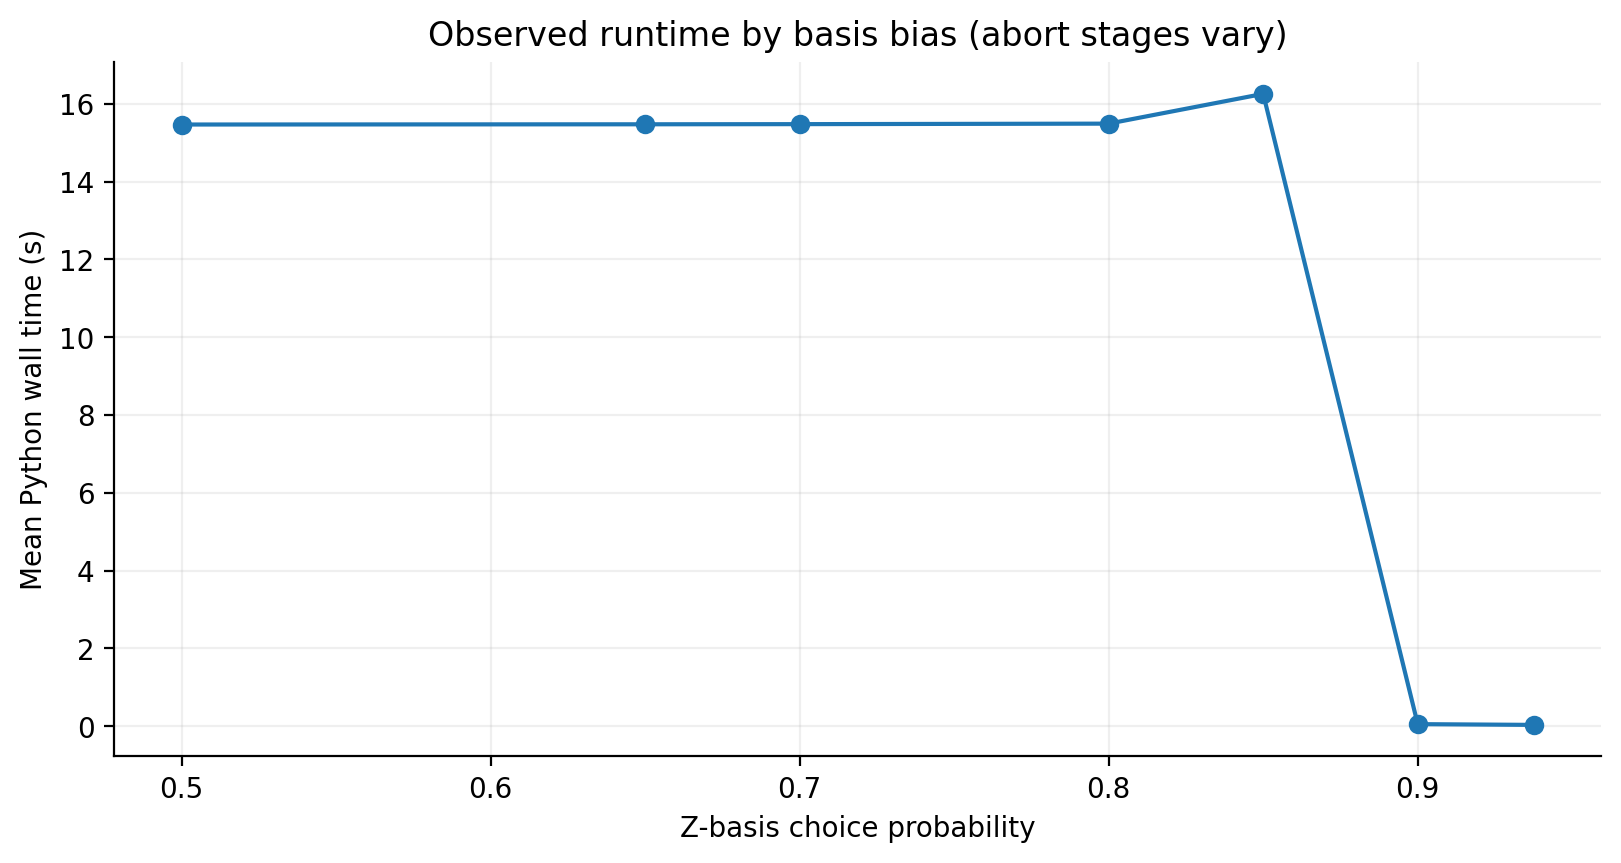 Observed runtime by basis bias (abort stages vary)
Mean Python wall time (s)
16
14
12
10
8
6
4
2
0
0.5 0.6 0.7 0.8 0.9
Z-basis choice probability